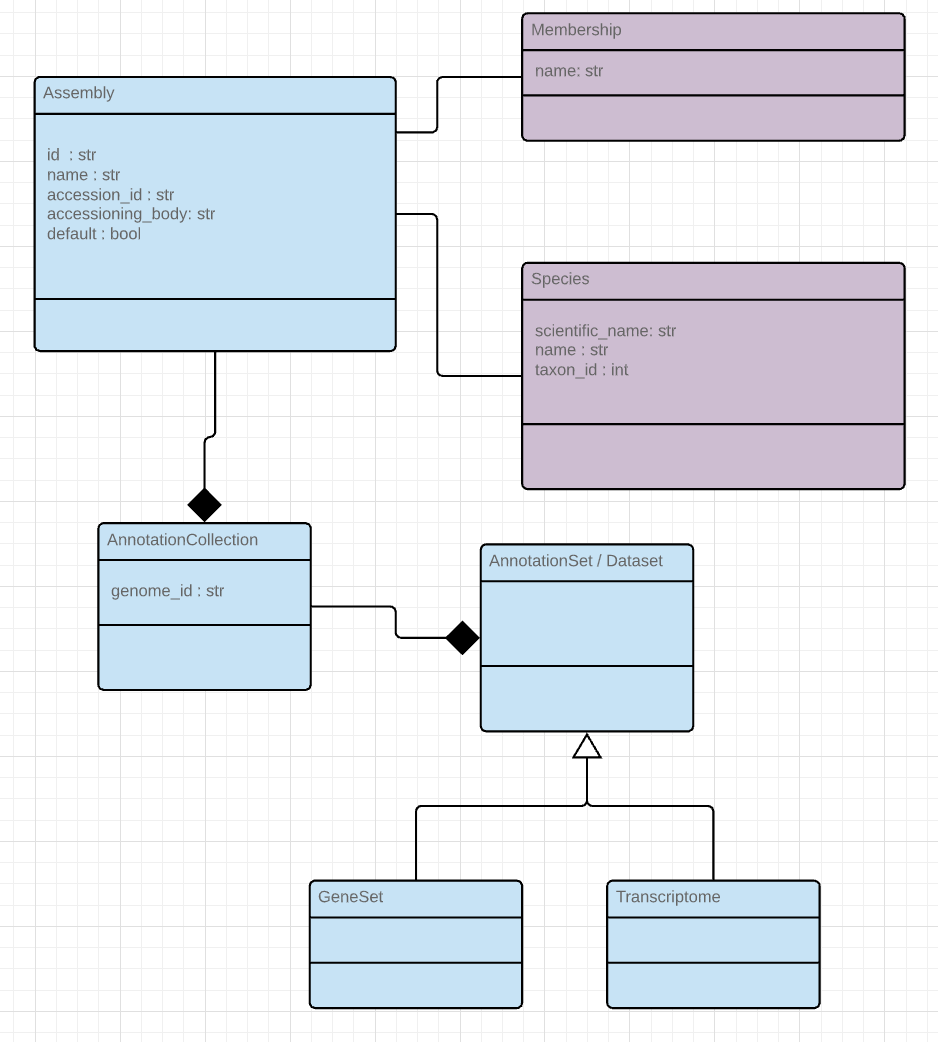 Membership
name: str
Assembly
id  : str
name : str
accession_id : str
accessioning_body: str
default : bool
Species
scientific_name: str
name : str
taxon_id : int
AnnotationCollection
genome_id : str
AnnotationSet / Dataset
GeneSet
Transcriptome